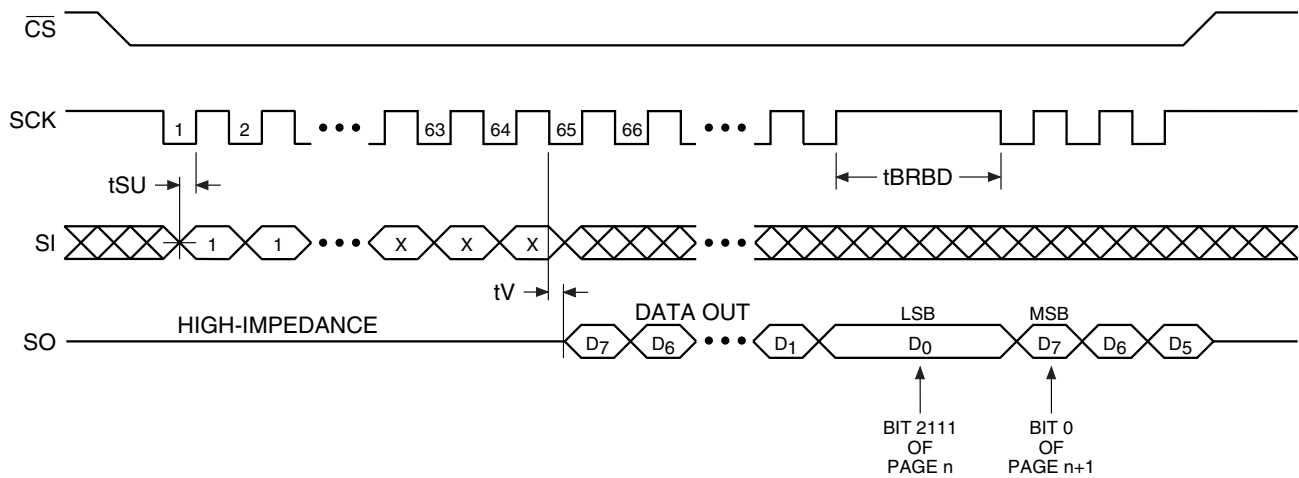 CS
SCK
1 2 63 64 65 66
tSU
tBRBD
SI
1 1 X X X
tV
HIGH-IMPEDANCE
DATA OUT
LSB
MSB
SO
D7 D6 D1 D0 D7 D6 D5
BIT 2111
OF
PAGE n
BIT 0
OF
PAGE n+1